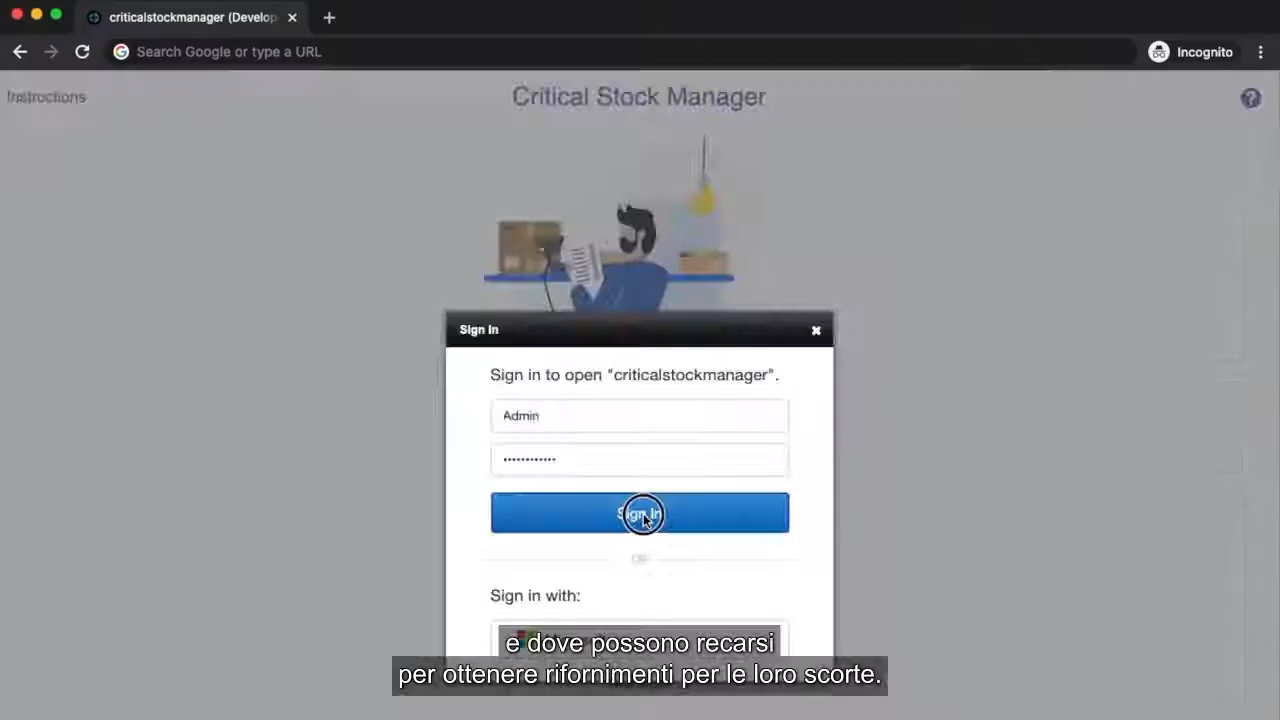 criticalstockmanager (Develop
Search Google or type a URL
Incognito
Instructions
Critical Stock Manager
Sign In
Sign in to open "criticalstockmanager".
Admin
Sign In
OR
Sign in with:
e dove possono recarsi
per ottenere rifornimenti per le loro scorte.